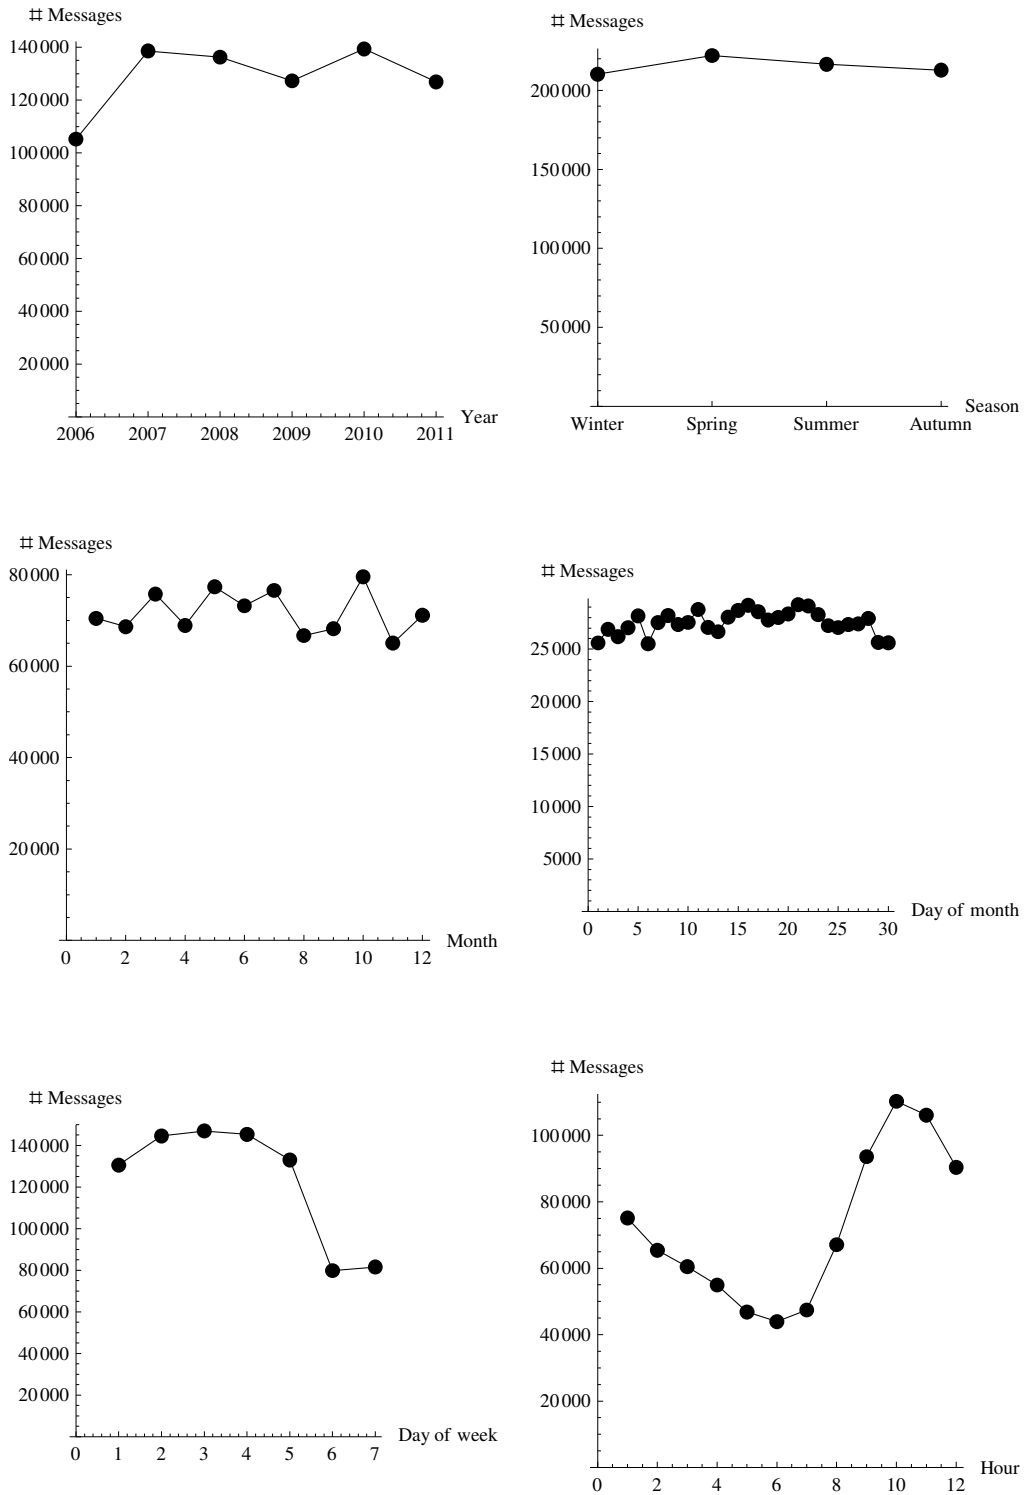 # Messages
140000
120000
100000
80000
60000
40000
20000
2006 2007 2008 2009 2010 2011
Year
# Messages
200000
150000
100000
50000
Winter Spring Summer Autumn
Season
# Messages
80000
60000
40000
20000
0 2 4 6 8 10 12
Month
# Messages
25000
20000
15000
10000
5000
0 5 10 15 20 25 30
Day of month
# Messages
140000
120000
100000
80000
60000
40000
20000
0 1 2 3 4 5 6 7
Day of week
# Messages
100000
80000
60000
40000
20000
0 2 4 6 8 10 12
Hour